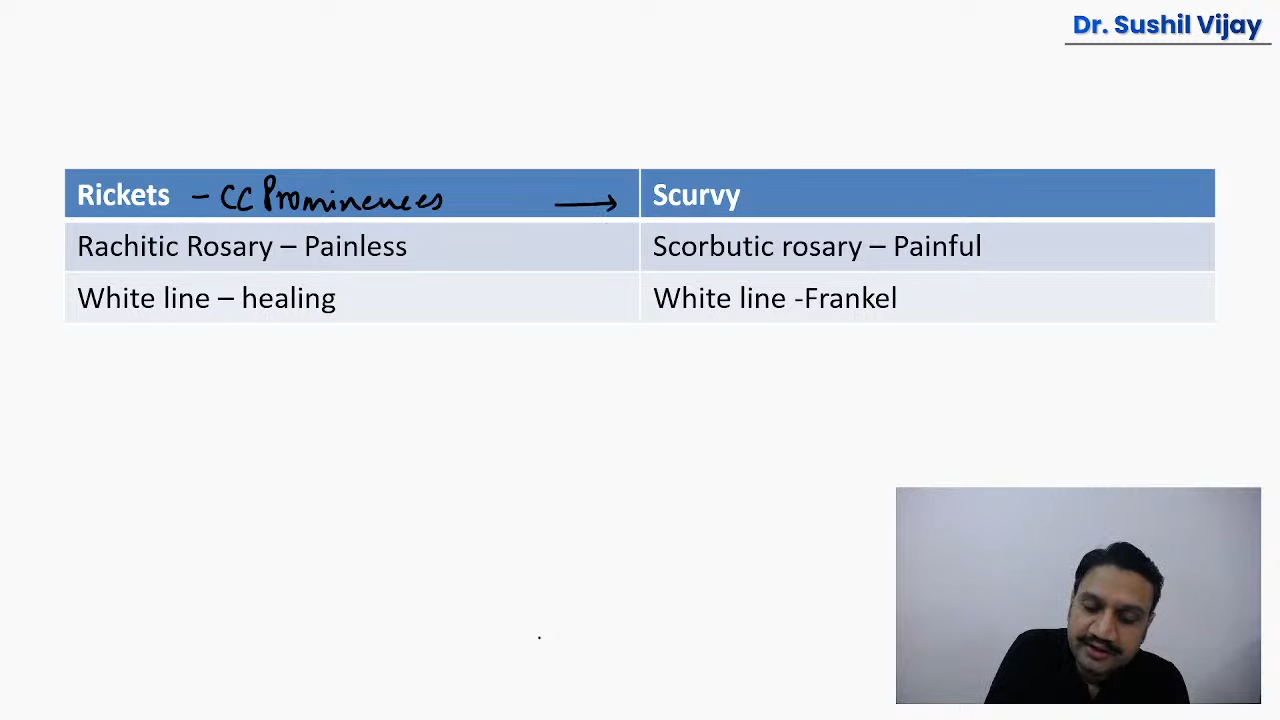 Dr. Sushil Vijay
Rickets - CC Prominences → Scurvy
Rachitic Rosary – Painless Scorbutic rosary – Painful
White line – healing White line -Frankel